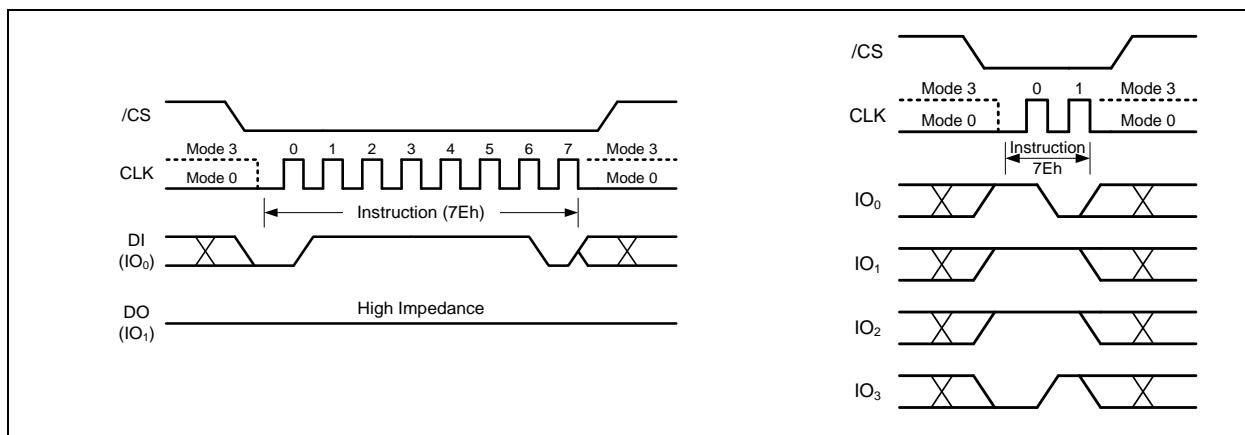 /CS
Mode 3 0 1 2 3 4 5 6 7 Mode 3
CLK
Mode 0 Mode 0
Instruction (7Eh)
DI
(IO₀)
High Impedance
DO
(IO₁)
/CS
Mode 3 0 1 Mode 3
CLK
Mode 0 Mode 0
Instruction
7Eh
IO₀
IO₁
IO₂
IO₃